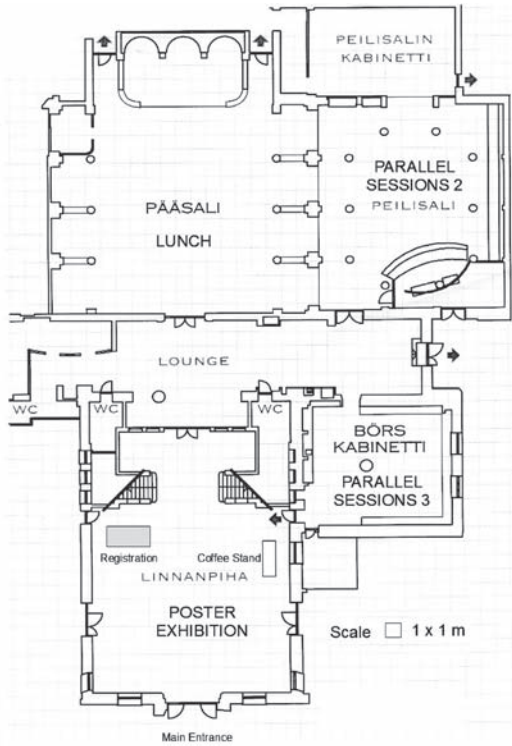 PEILISALIN
KABINETTI
PARALLEL
SESSIONS 2
PEILISALI
PÄÄSALI
LUNCH
LOUNGE
WC
WC
WC
BÖRS
KABINETTI
PARALLEL
SESSIONS 3
Registration
Coffee Stand
LINNANPIHA
POSTER
EXHIBITION
Scale 1 x 1 m
Main Entrance